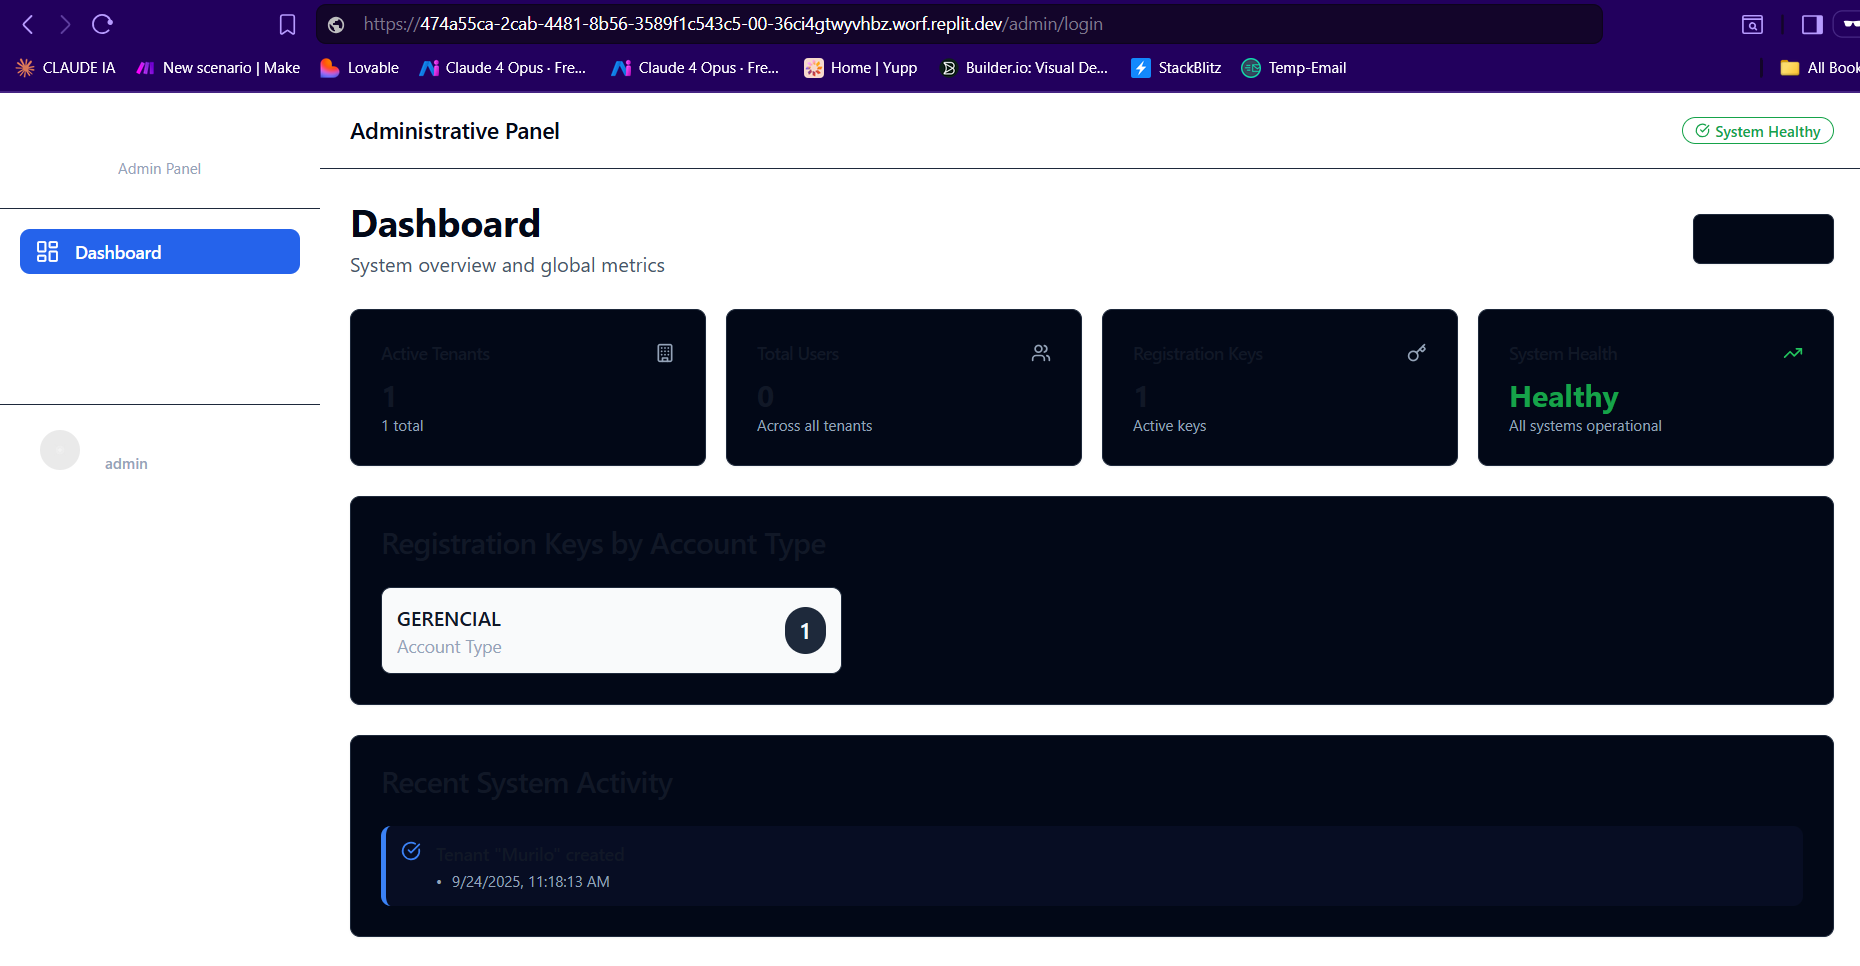 https://474a55ca-2cab-4481-8b56-3589f1c543c5-00-36ci4gtwyvhbz.worf.replit.dev/admin/login
CLAUDE IA
New scenario | Make
Lovable
Claude 4 Opus · Fre...
Claude 4 Opus · Fre...
Home | Yupp
Builder.io: Visual De...
StackBlitz
Temp-Email
All Book
Admin Panel
Dashboard
admin
Administrative Panel
System Healthy
Dashboard
System overview and global metrics
Active Tenants
1
1 total
Total Users
0
Across all tenants
Registration Keys
1
Active keys
System Health
Healthy
All systems operational
Registration Keys by Account Type
GERENCIAL
Account Type
1
Recent System Activity
Tenant "Murilo" created
• 9/24/2025, 11:18:13 AM